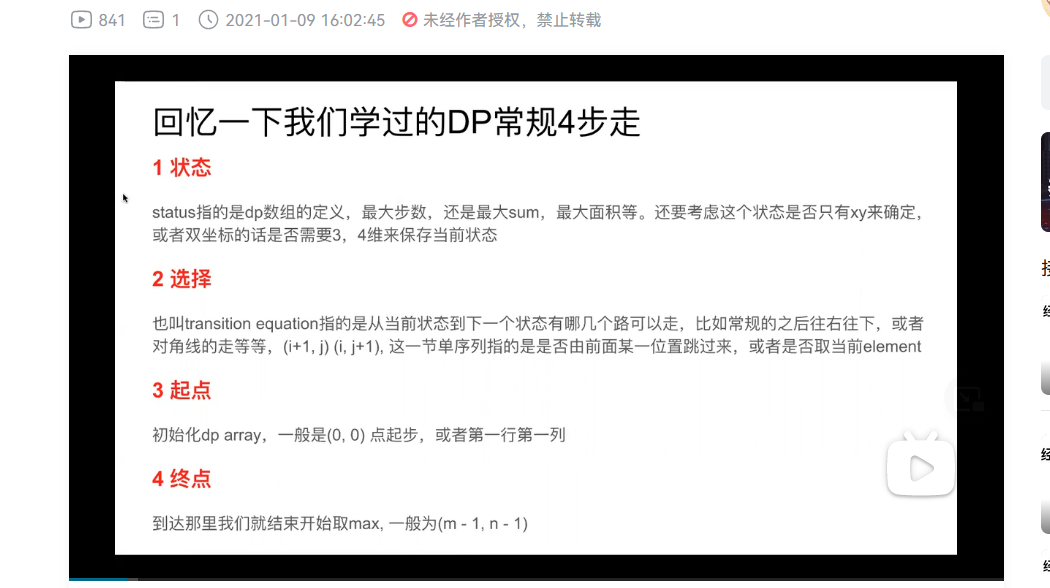 841 1 2021-01-09 16:02:45 未经作者授权，禁止转载
回忆一下我们学过的DP常规4步走
1 状态
status指的是dp数组的定义，最大步数，还是最大sum，最大面积等。还要考虑这个状态是否只有xy来确定，
或者双坐标的话是否需要3，4维来保存当前状态
2 选择
也叫transition equation指的是从当前状态到下一个状态有哪几个路可以走，比如常规的之后往右往下，或者
对角线的走等等，(i+1, j) (i, j+1), 这一节单序列指的是是否由前面某一位置跳过来，或者是否取当前element
3 起点
初始化dp array，一般是(0, 0) 点起步，或者第一行第一列
4 终点
到达那里我们就结束开始取max, 一般为(m - 1, n - 1)